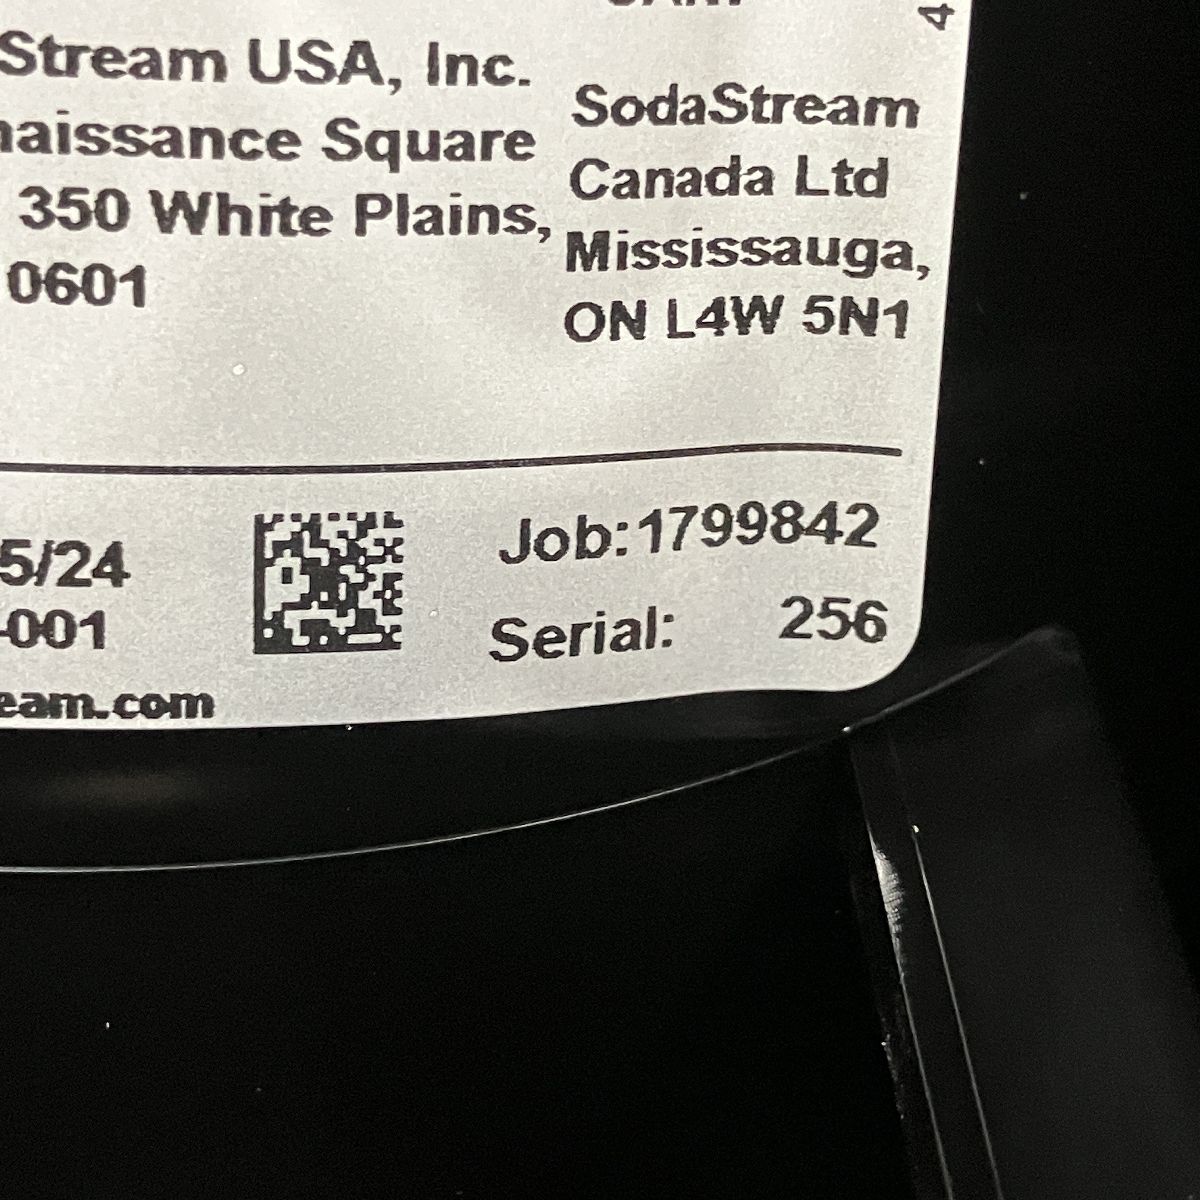 Stream USA, Inc.
naissance Square
350 White Plains,
0601
SodaStream
Canada Ltd
Mississauga,
ON L4W 5N1
4
5/24
-001
eam.com
Job:1799842
Serial: 256